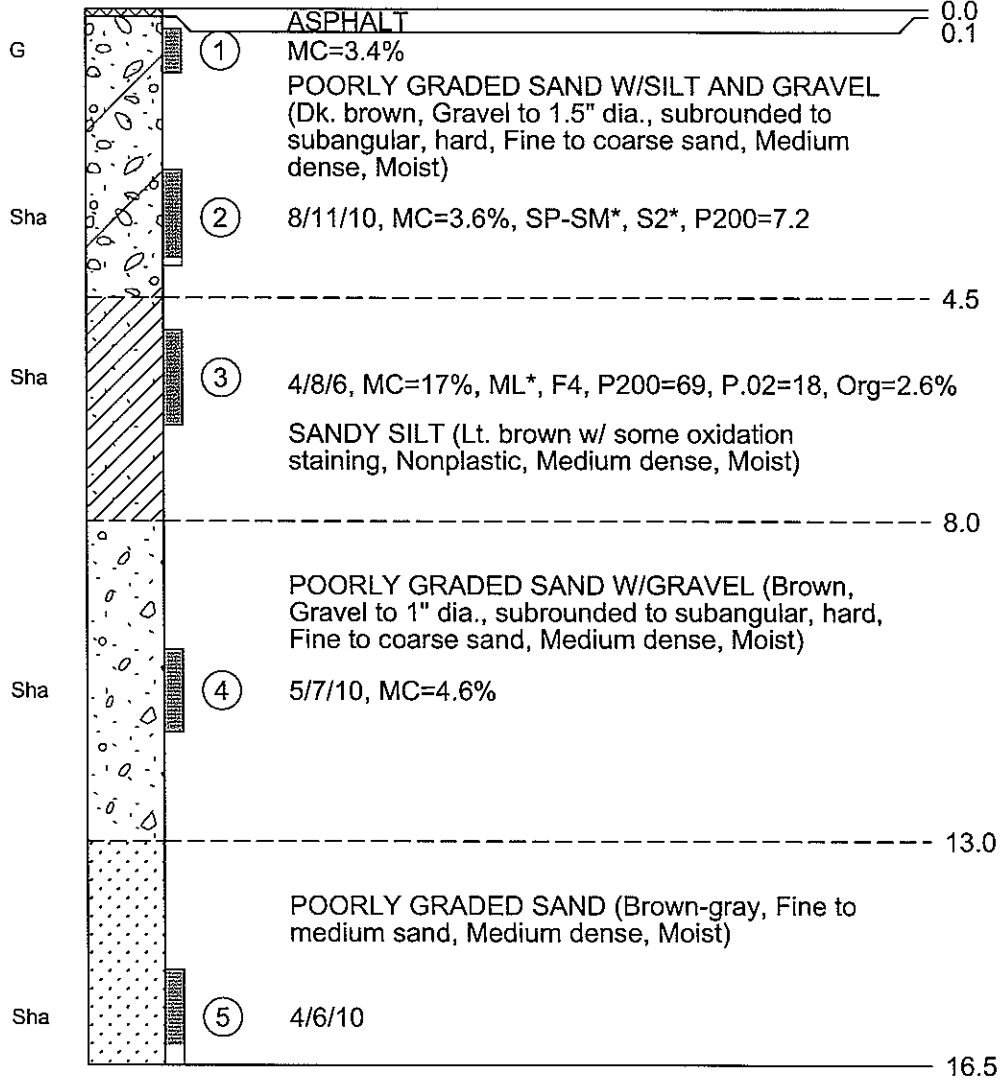 ASPHALT
0.0
0.1
G
1
MC=3.4%
POORLY GRADED SAND W/SILT AND GRAVEL
(Dk. brown, Gravel to 1.5" dia., subrounded to
subangular, hard, Fine to coarse sand, Medium
dense, Moist)
Sha
2
8/11/10, MC=3.6%, SP-SM*, S2*, P200=7.2
4.5
Sha
3
4/8/6, MC=17%, ML*, F4, P200=69, P.02=18, Org=2.6%
SANDY SILT (Lt. brown w/ some oxidation
staining, Nonplastic, Medium dense, Moist)
8.0
POORLY GRADED SAND W/GRAVEL (Brown,
Gravel to 1" dia., subrounded to subangular, hard,
Fine to coarse sand, Medium dense, Moist)
Sha
4
5/7/10, MC=4.6%
13.0
POORLY GRADED SAND (Brown-gray, Fine to
medium sand, Medium dense, Moist)
Sha
5
4/6/10
16.5